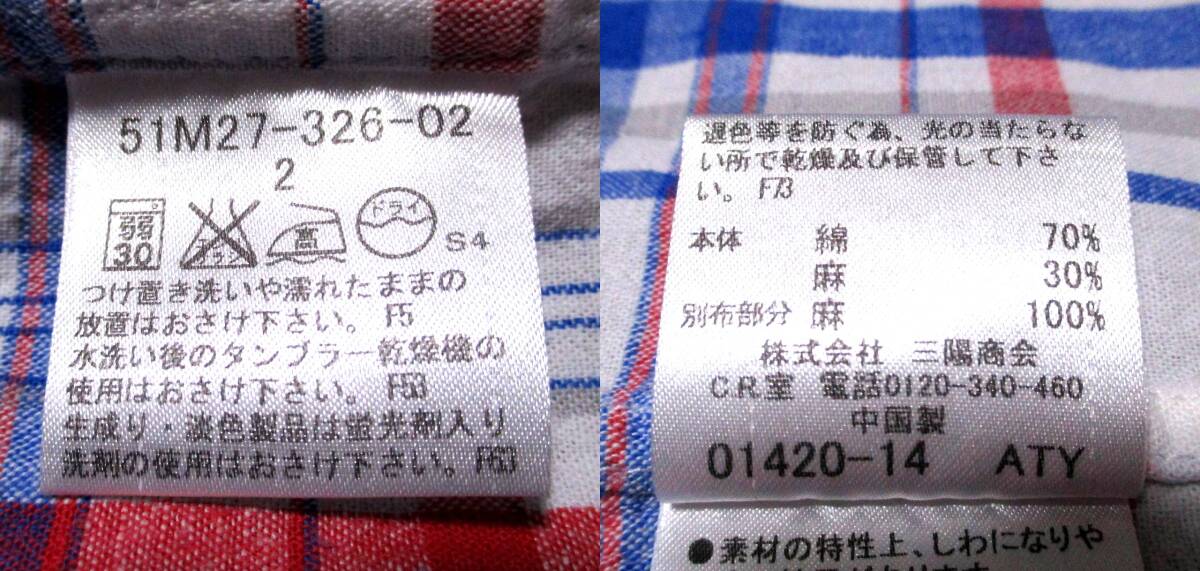 51M27-326-02
2
弱
30
エンソサラシ
高
ドライ
S4
つけ置き洗いや濡れたままの
放置はおさけ下さい。 F5
水洗い後のタンブラー乾燥機の
使用はおさけ下さい。 F53
生成り・淡色製品は蛍光剤入り
洗剤の使用はおさけ下さい。 F63
退色等を防ぐ為、光の当たらな
い所で乾燥及び保管して下さ
い。 F73
本体 綿 70%
麻 30%
別布部分 麻 100%
株式会社 三陽商会
C.R室 電話0120-340-460
中国製
01420-14 ATY
●素材の特性上、しわになりや